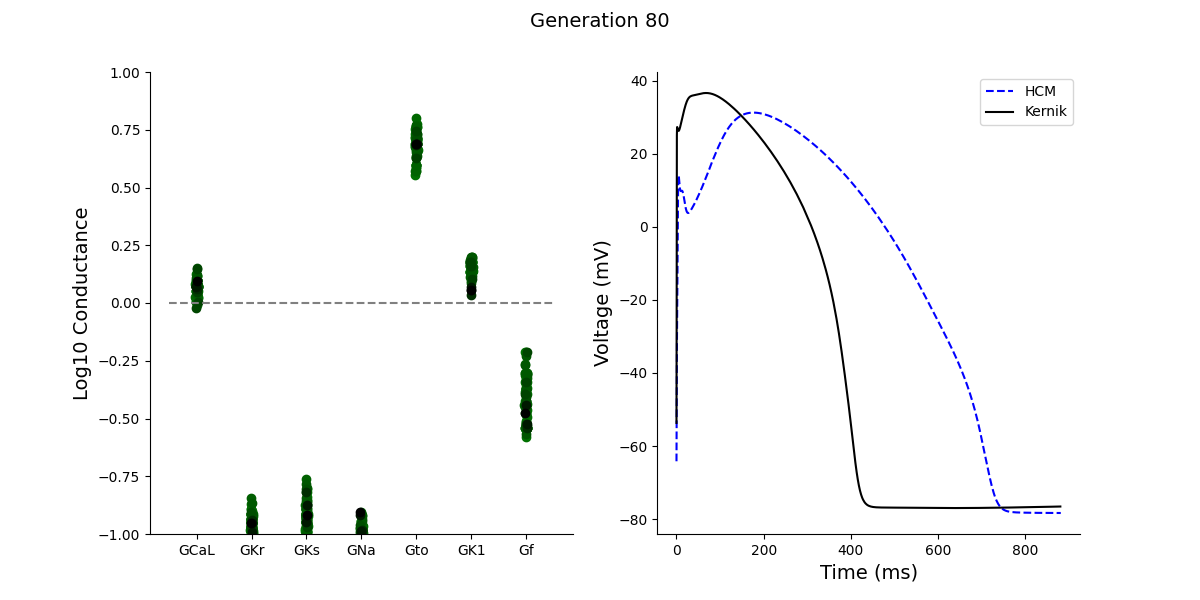 Generation 80
Log10 Conductance
1.00
0.75
0.50
0.25
0.00
−0.25
−0.50
−0.75
−1.00
GCaL GKr GKs GNa Gto GK1 Gf
Voltage (mV)
40
20
0
−20
−40
−60
−80
HCM
Kernik
0 200 400 600 800
Time (ms)